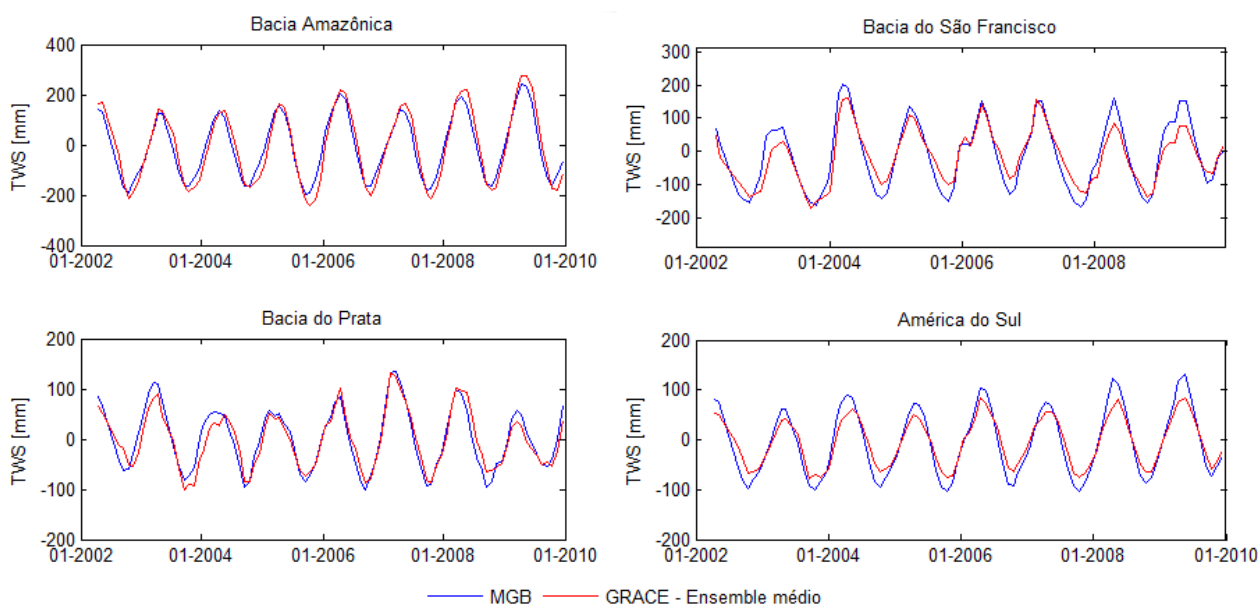 Bacia Amazônica
TWS [mm]
400
200
0
-200
-400
01-2002 01-2004 01-2006 01-2008 01-2010
Bacia do São Francisco
TWS [mm]
300
200
100
0
-100
-200
01-2002 01-2004 01-2006 01-2008
Bacia do Prata
TWS [mm]
200
100
0
-100
-200
01-2002 01-2004 01-2006 01-2008 01-2010
América do Sul
TWS [mm]
200
100
0
-100
-200
01-2002 01-2004 01-2006 01-2008 01-2010
MGB GRACE - Ensemble médio